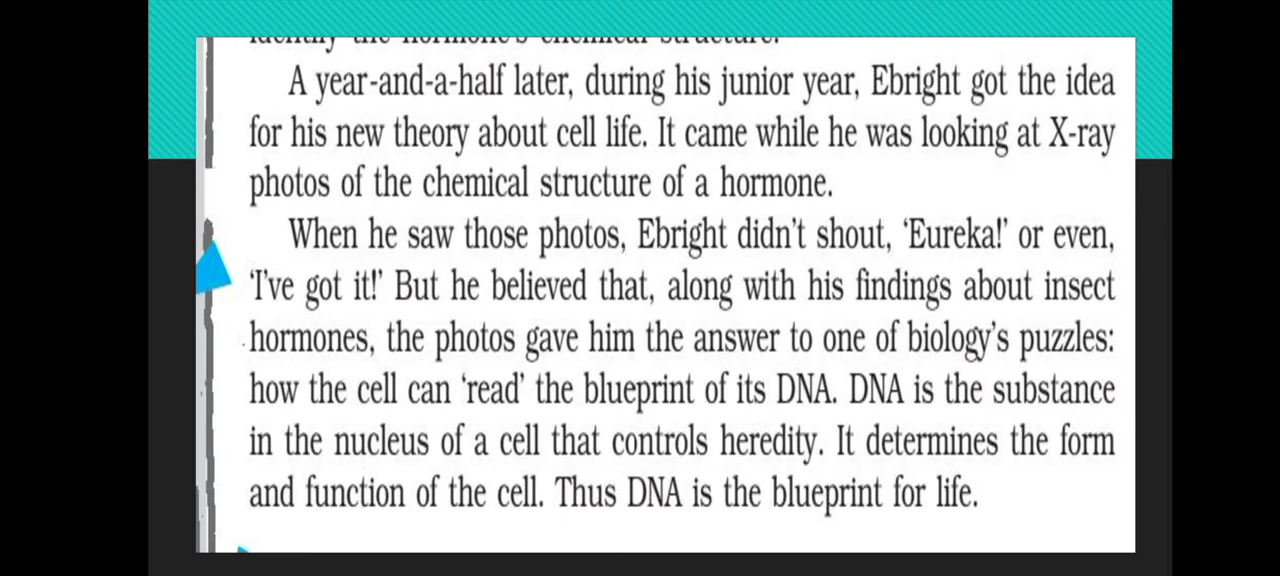 identify the hormone's chemical structure.
A year-and-a-half later, during his junior year, Ebright got the idea
for his new theory about cell life. It came while he was looking at X-ray
photos of the chemical structure of a hormone.
When he saw those photos, Ebright didn't shout, ‘Eureka!’ or even,
‘I've got it!’ But he believed that, along with his findings about insect
hormones, the photos gave him the answer to one of biology's puzzles:
how the cell can ‘read’ the blueprint of its DNA. DNA is the substance
in the nucleus of a cell that controls heredity. It determines the form
and function of the cell. Thus DNA is the blueprint for life.